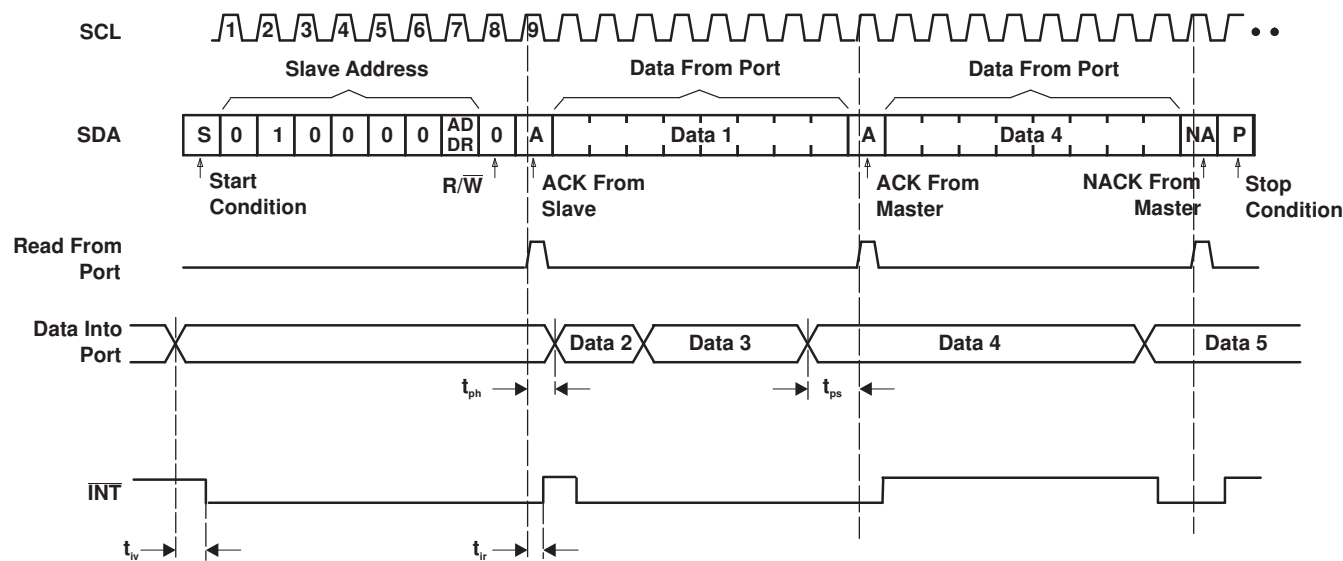 SCL 1 2 3 4 5 6 7 8 9
Slave Address Data From Port Data From Port
SDA S 0 1 0 0 0 0 AD DR 0 A Data 1 A Data 4 NA P
Start Condition
R/W̅
ACK From Slave
ACK From Master
NACK From Master
Stop Condition
Read From Port
Data Into Port
Data 2 Data 3 Data 4 Data 5
tph tps
I̅N̅T̅
tiv tir